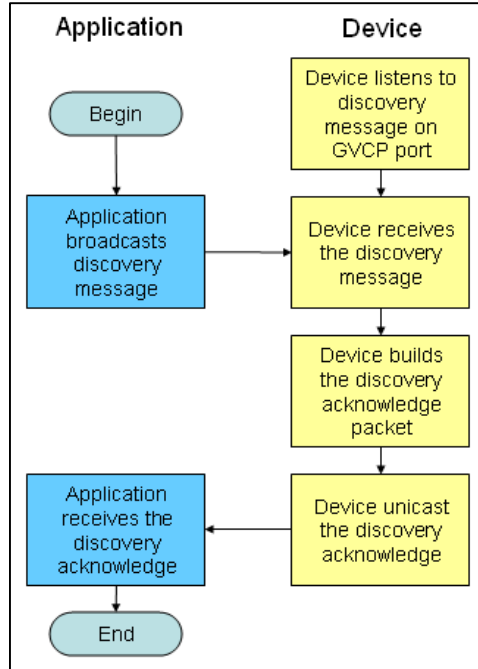 Application
Device
Begin
Device listens to
discovery
message on
GVCP port
Application
broadcasts
discovery
message
Device receives
the discovery
message
Device builds
the discovery
acknowledge
packet
Application
receives the
discovery
acknowledge
Device unicast
the discovery
acknowledge
End